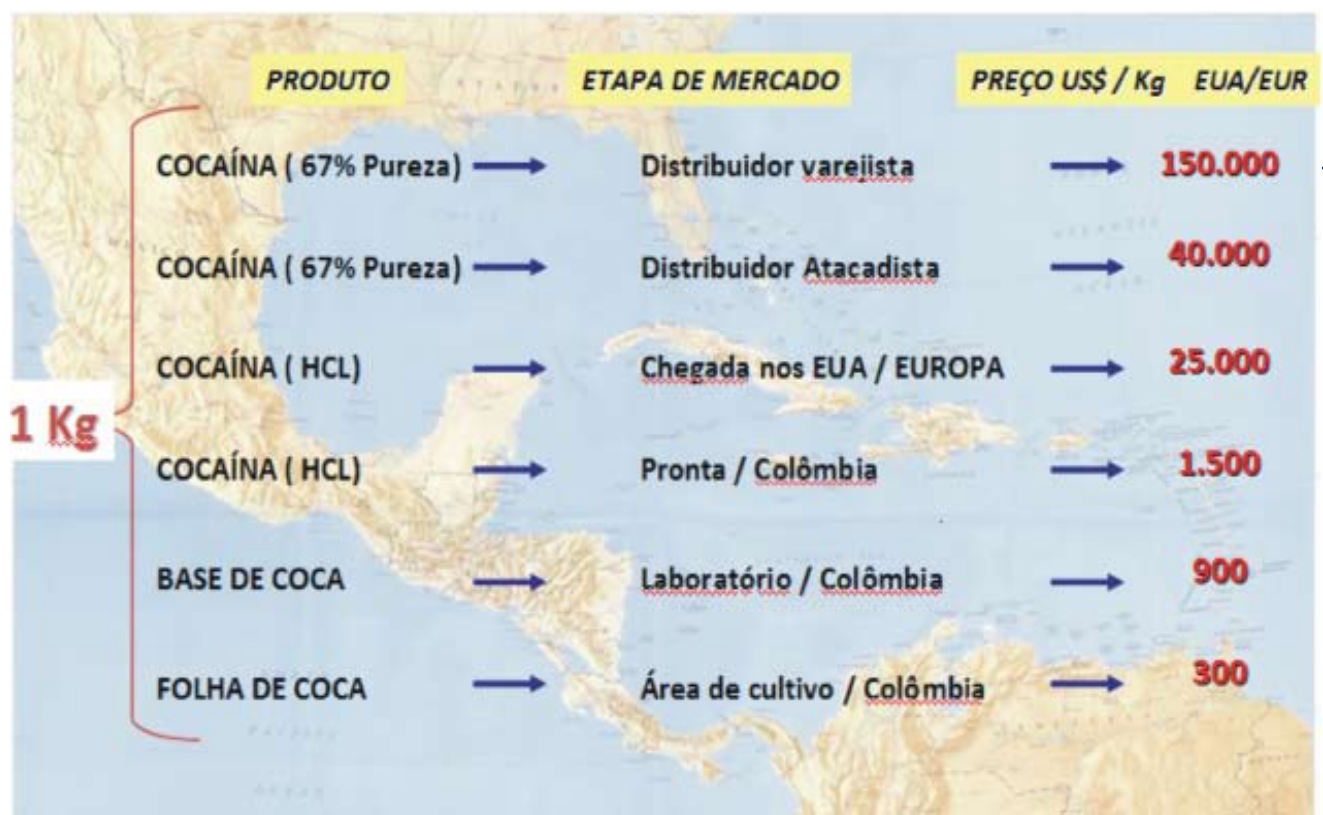 PRODUTO ETAPA DE MERCADO PREÇO US$ / Kg EUA/EUR
COCAÍNA ( 67% Pureza) Distribuidor varejista 150.000
COCAÍNA ( 67% Pureza) Distribuidor Atacadista 40.000
COCAÍNA ( HCL) Chegada nos EUA / EUROPA 25.000
1 Kg
COCAÍNA ( HCL) Pronta / Colômbia 1.500
BASE DE COCA Laboratório / Colômbia 900
FOLHA DE COCA Área de cultivo / Colômbia 300